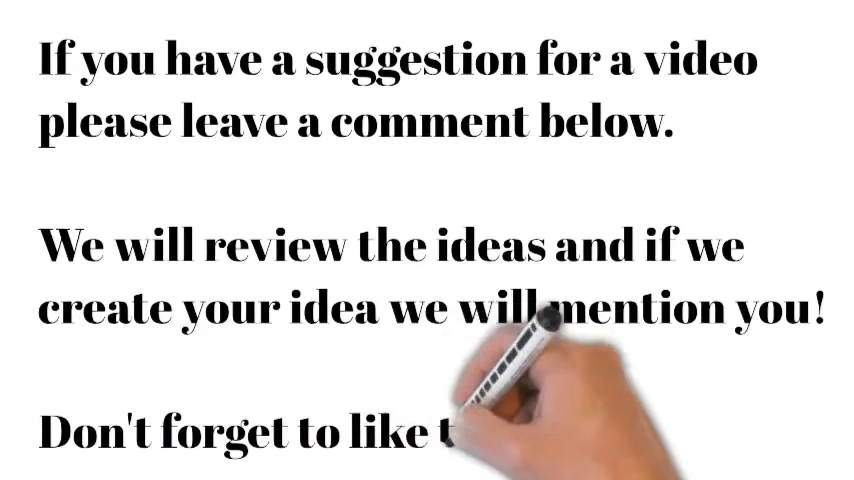 If you have a suggestion for a video
please leave a comment below.
We will review the ideas and if we
create your idea we will mention you!
Don't forget to like t